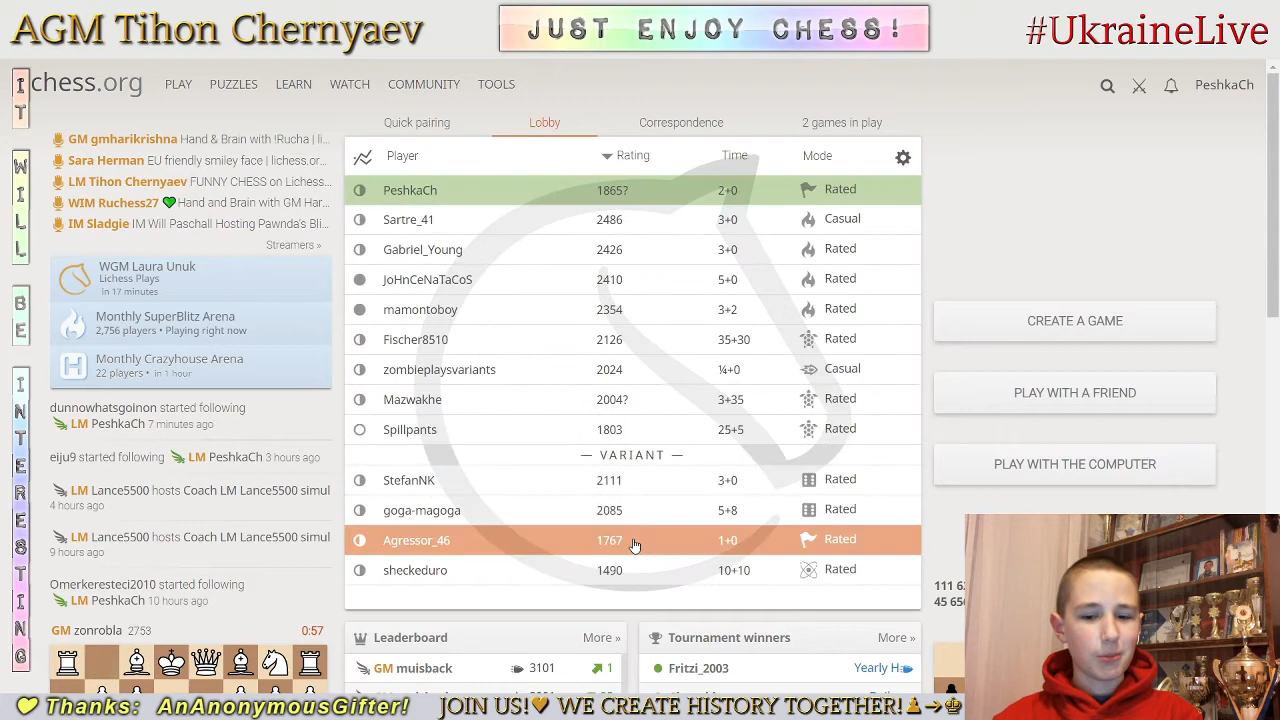 AGM Tihon Chernyaev
JUST ENJOY CHESS!
#UkraineLive
IT WILL BE INTERESTING
chess.org
PLAY PUZZLES LEARN WATCH COMMUNITY TOOLS
PeshkaCh
GM gmharikrishna Hand & Brain with !Rucha | li...
Sara Herman EU friendly smiley face | lichess.or...
LM Tihon Chernyaev FUNNY CHESS on Lichess...
WIM Ruchess27 💚 Hand and Brain with GM Har...
IM Sladgie IM Will Paschall Hosting Pawnda's Bli...
Streamers »
WGM Laura Unuk
Lichess Plays
in 17 minutes
Monthly SuperBlitz Arena
2,756 players • Playing right now
Monthly Crazyhouse Arena
22 players • in 1 hour
dunnowhatsgoinon started following
LM PeshkaCh 7 minutes ago
eiju9 started following LM PeshkaCh 3 hours ago
LM Lance5500 hosts Coach LM Lance5500 simul
4 hours ago
LM Lance5500 hosts Coach LM Lance5500 simul
9 hours ago
Omerkeresteci2010 started following
LM PeshkaCh 10 hours ago
GM zonrobla 2753 0:57
Quick pairing Lobby Correspondence 2 games in play
Player Rating Time Mode
PeshkaCh 1865? 2+0 Rated
Sartre_41 2486 3+0 Casual
Gabriel_Young 2426 3+0 Rated
JoHnCeNaTaCoS 2410 5+0 Rated
mamontoboy 2354 3+2 Rated
Fischer8510 2126 35+30 Rated
zombieplaysvariants 2024 ¼+0 Casual
Mazwakhe 2004? 3+35 Rated
Spillpants 1803 25+5 Rated
— VARIANT —
StefanNK 2111 3+0 Rated
goga-magoga 2085 5+8 Rated
Agressor_46 1767 1+0 Rated
sheckeduro 1490 10+10 Rated
Leaderboard More »
GM muisback 3101 1
Tournament winners More »
Fritzi_2003 Yearly H
CREATE A GAME
PLAY WITH A FRIEND
PLAY WITH THE COMPUTER
111 6
45 65
Thanks: AnAnonymousGifter!
JOIN US!🧡 WE CREATE HISTORY TOGETHER!